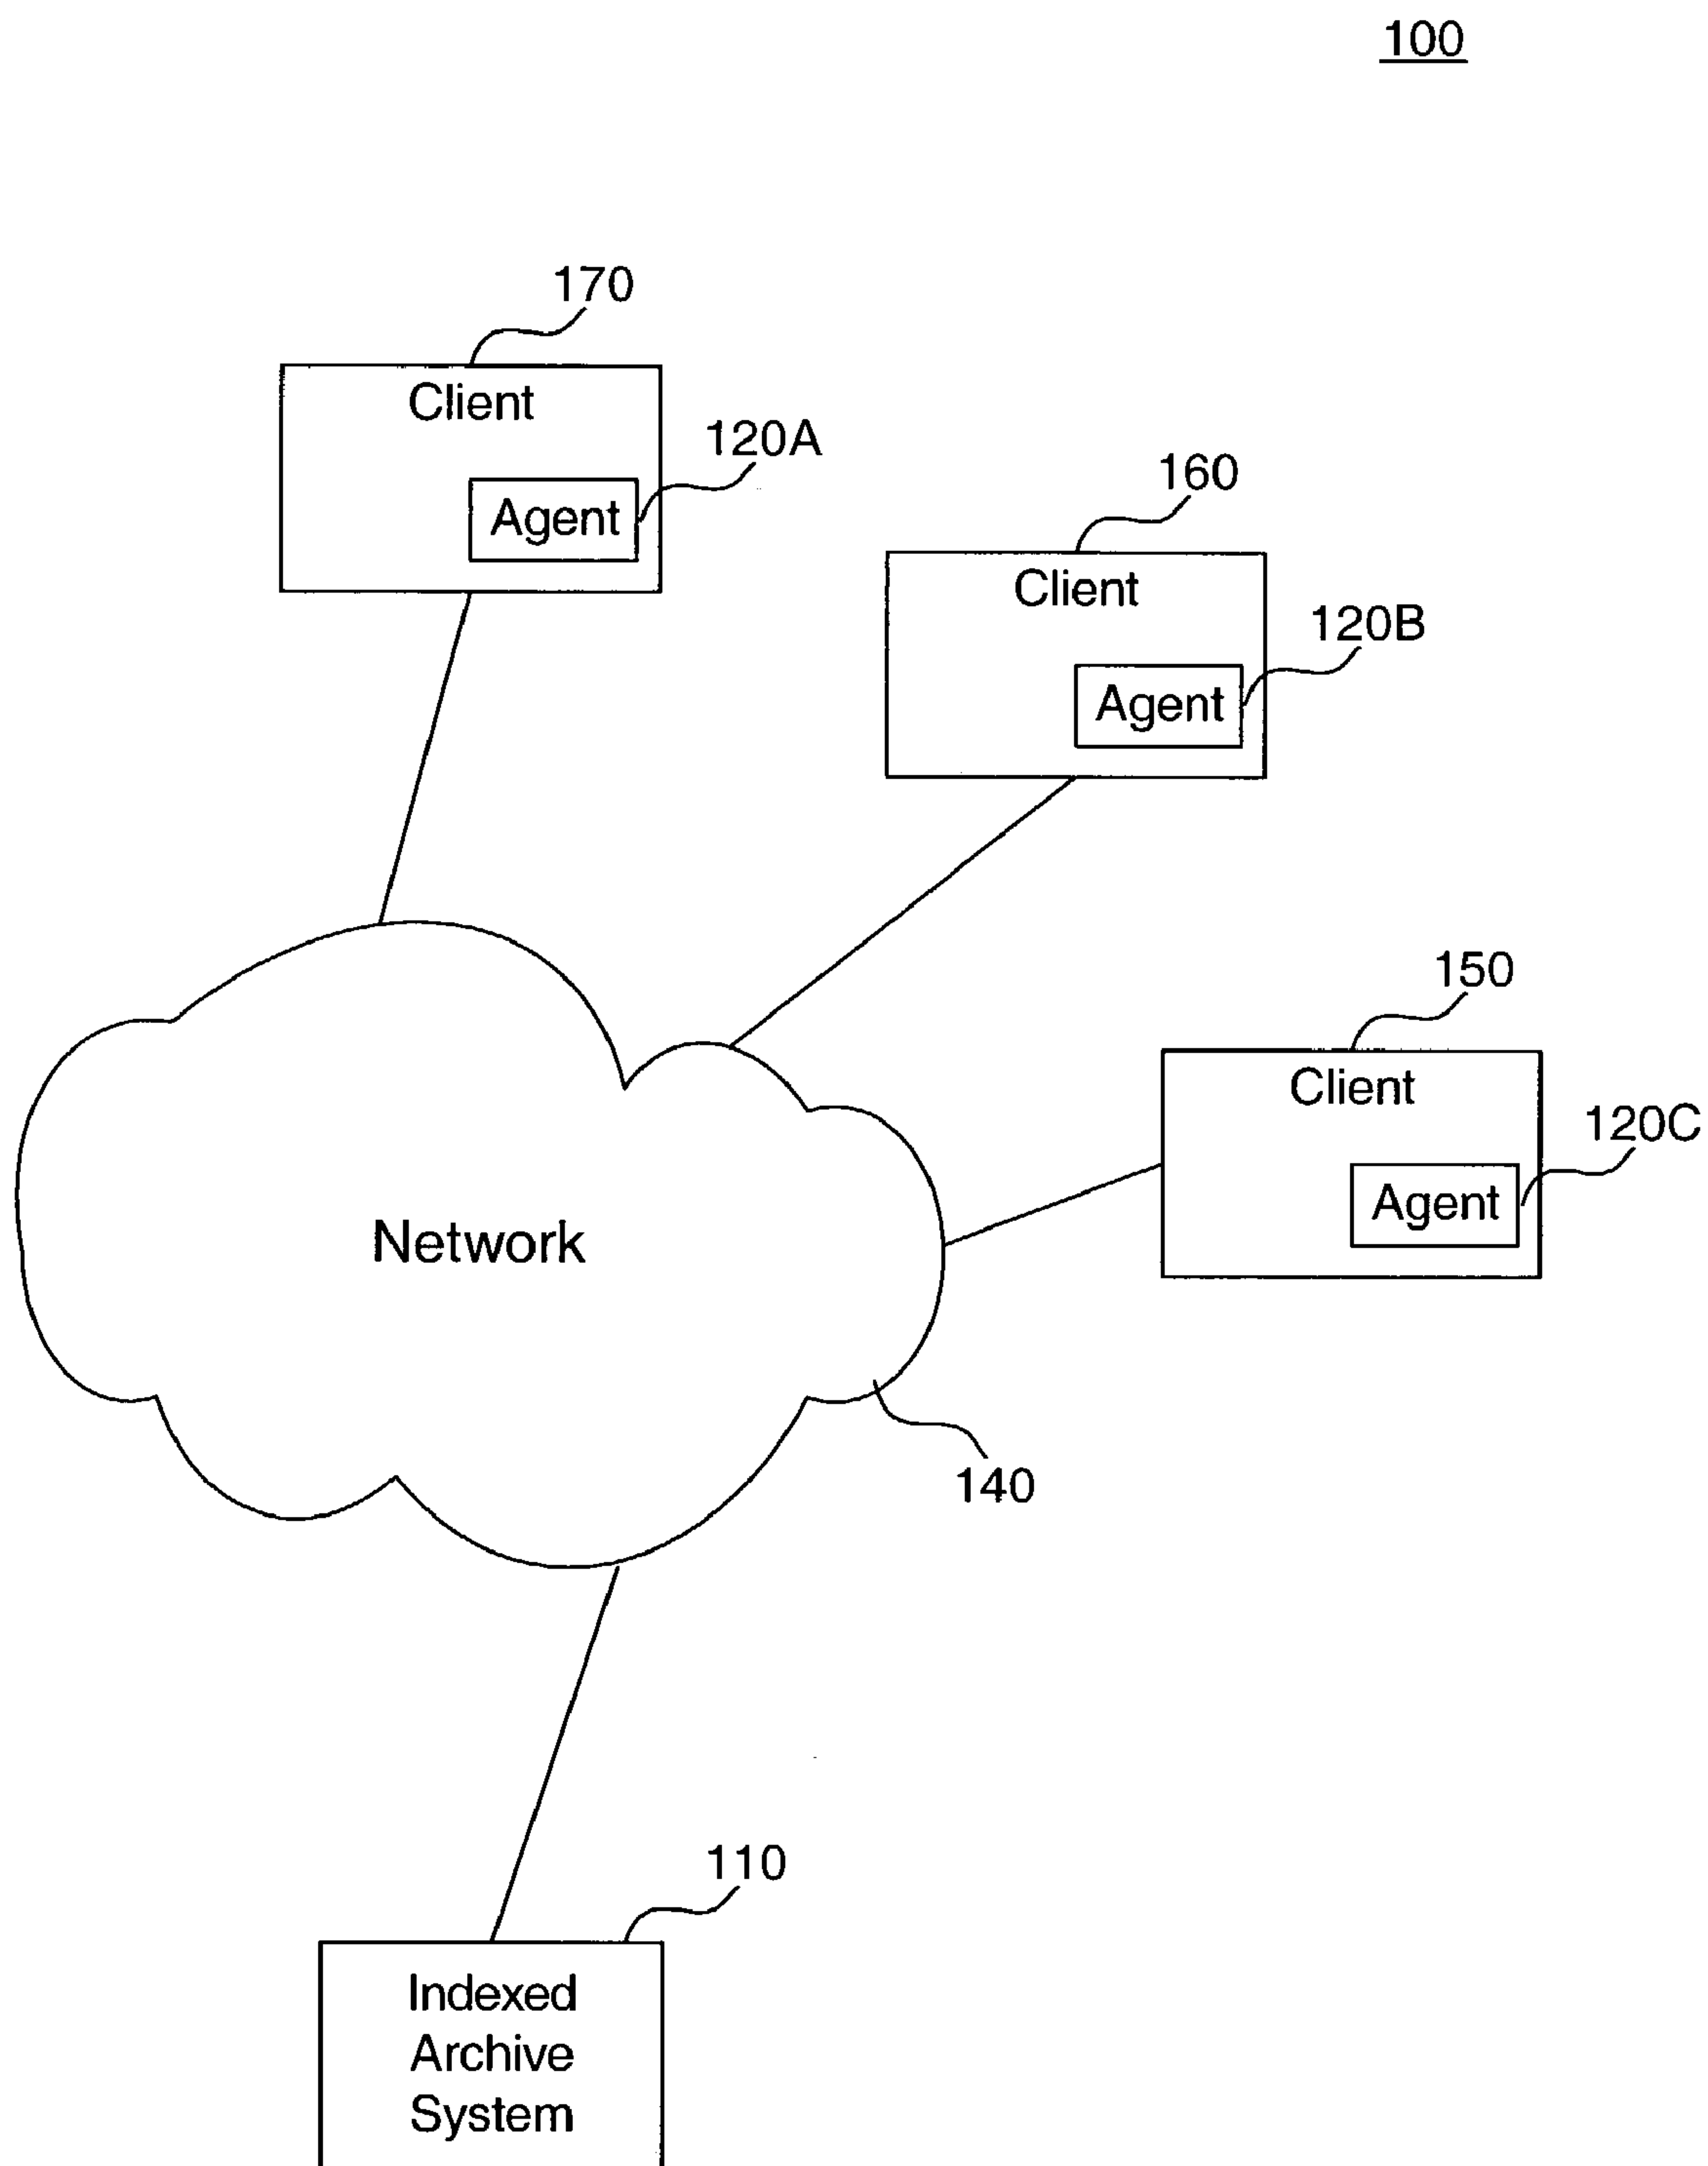 100
170
Client
120A
Agent
160
Client
120B
Agent
150
Client
120C
Agent
Network
140
110
Indexed
Archive
System